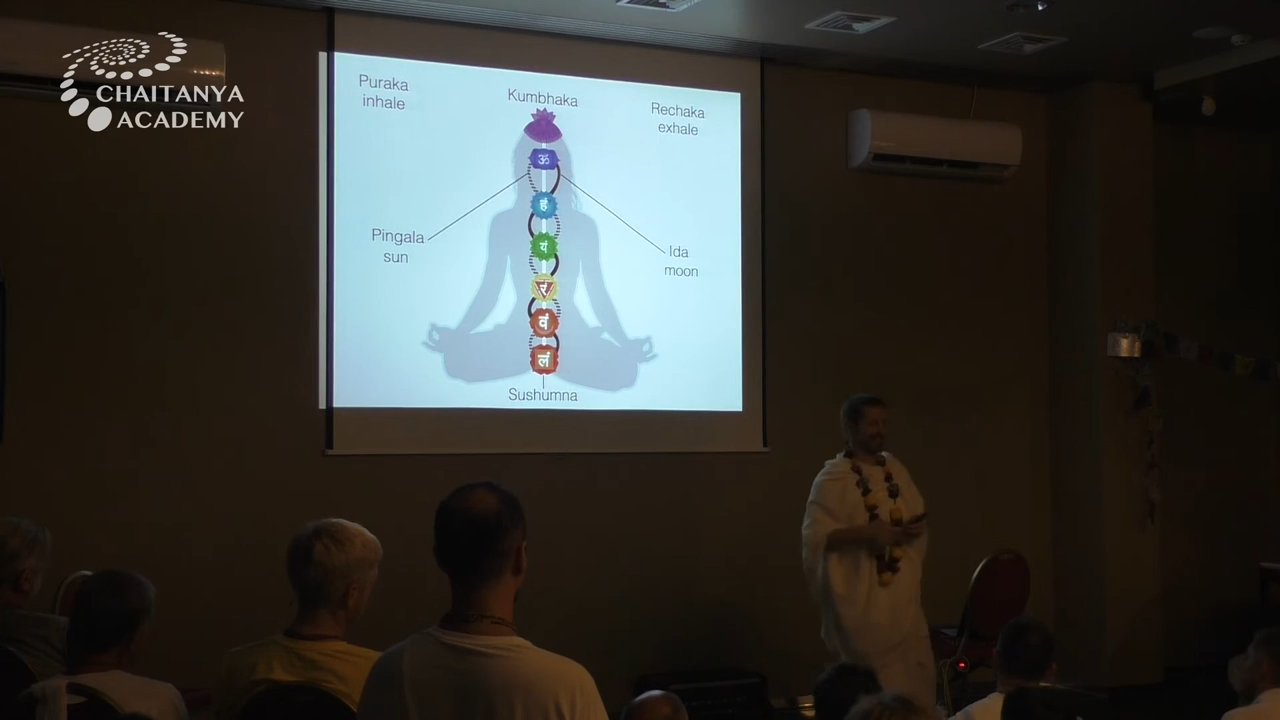 CHAITANYA
ACADEMY
Puraka
inhale
Kumbhaka
Rechaka
exhale
ॐ
हं
Pingala
sun
यं
Ida
moon
रं
वं
लं
Sushumna